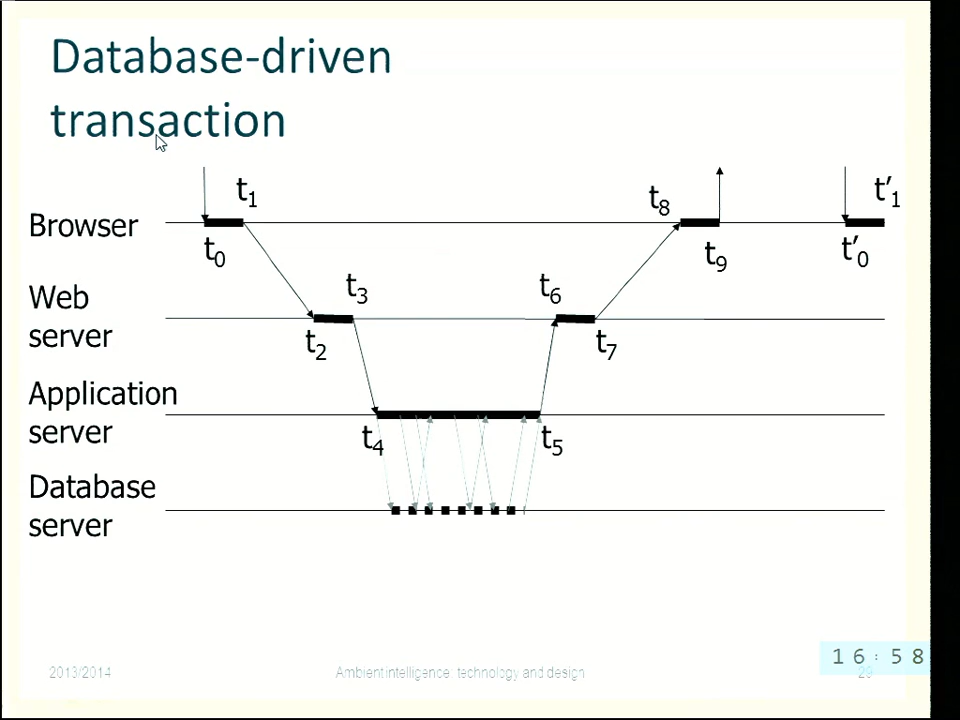 Database-driven
transaction
t1
t8
t'1
Browser
t0
t9
t'0
Web
server
t3
t6
t2
t7
Application
server
t4
t5
Database
server
2013/2014
Ambient intelligence: technology and design
29
16:58